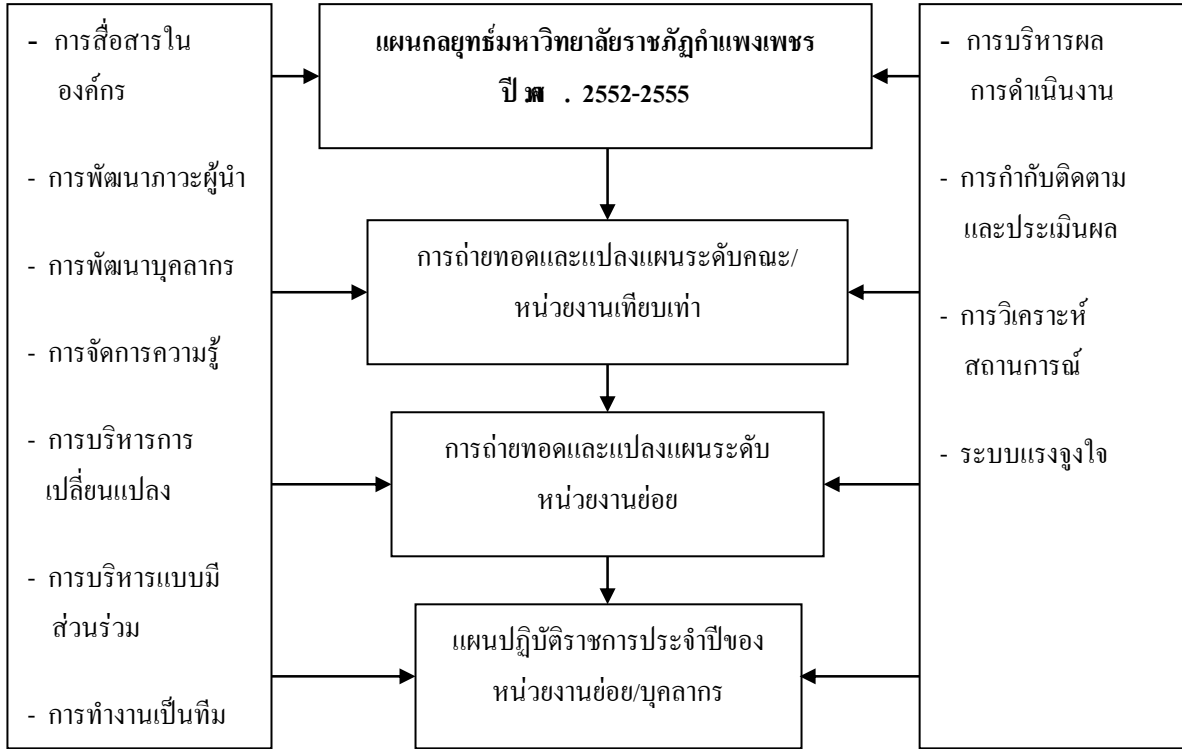 - การสื่อสารใน
องค์กร
- การพัฒนาภาวะผู้นำ
- การพัฒนาบุคลากร
- การจัดการความรู้
- การบริหารการ
เปลี่ยนแปลง
- การบริหารแบบมี
ส่วนร่วม
- การทำงานเป็นทีม
แผนกลยุทธ์มหาวิทยาลัยราชภัฏกำแพงเพชร
ปี . 2552-2555
การถ่ายทอดและแปลงแผนระดับคณะ/
หน่วยงานเทียบเท่า
การถ่ายทอดและแปลงแผนระดับ
หน่วยงานย่อย
แผนปฏิบัติราชการประจำปีของ
หน่วยงานย่อย/บุคลากร
- การบริหารผล
การดำเนินงาน
- การกำกับติดตาม
และประเมินผล
- การวิเคราะห์
สถานการณ์
- ระบบแรงจูงใจ